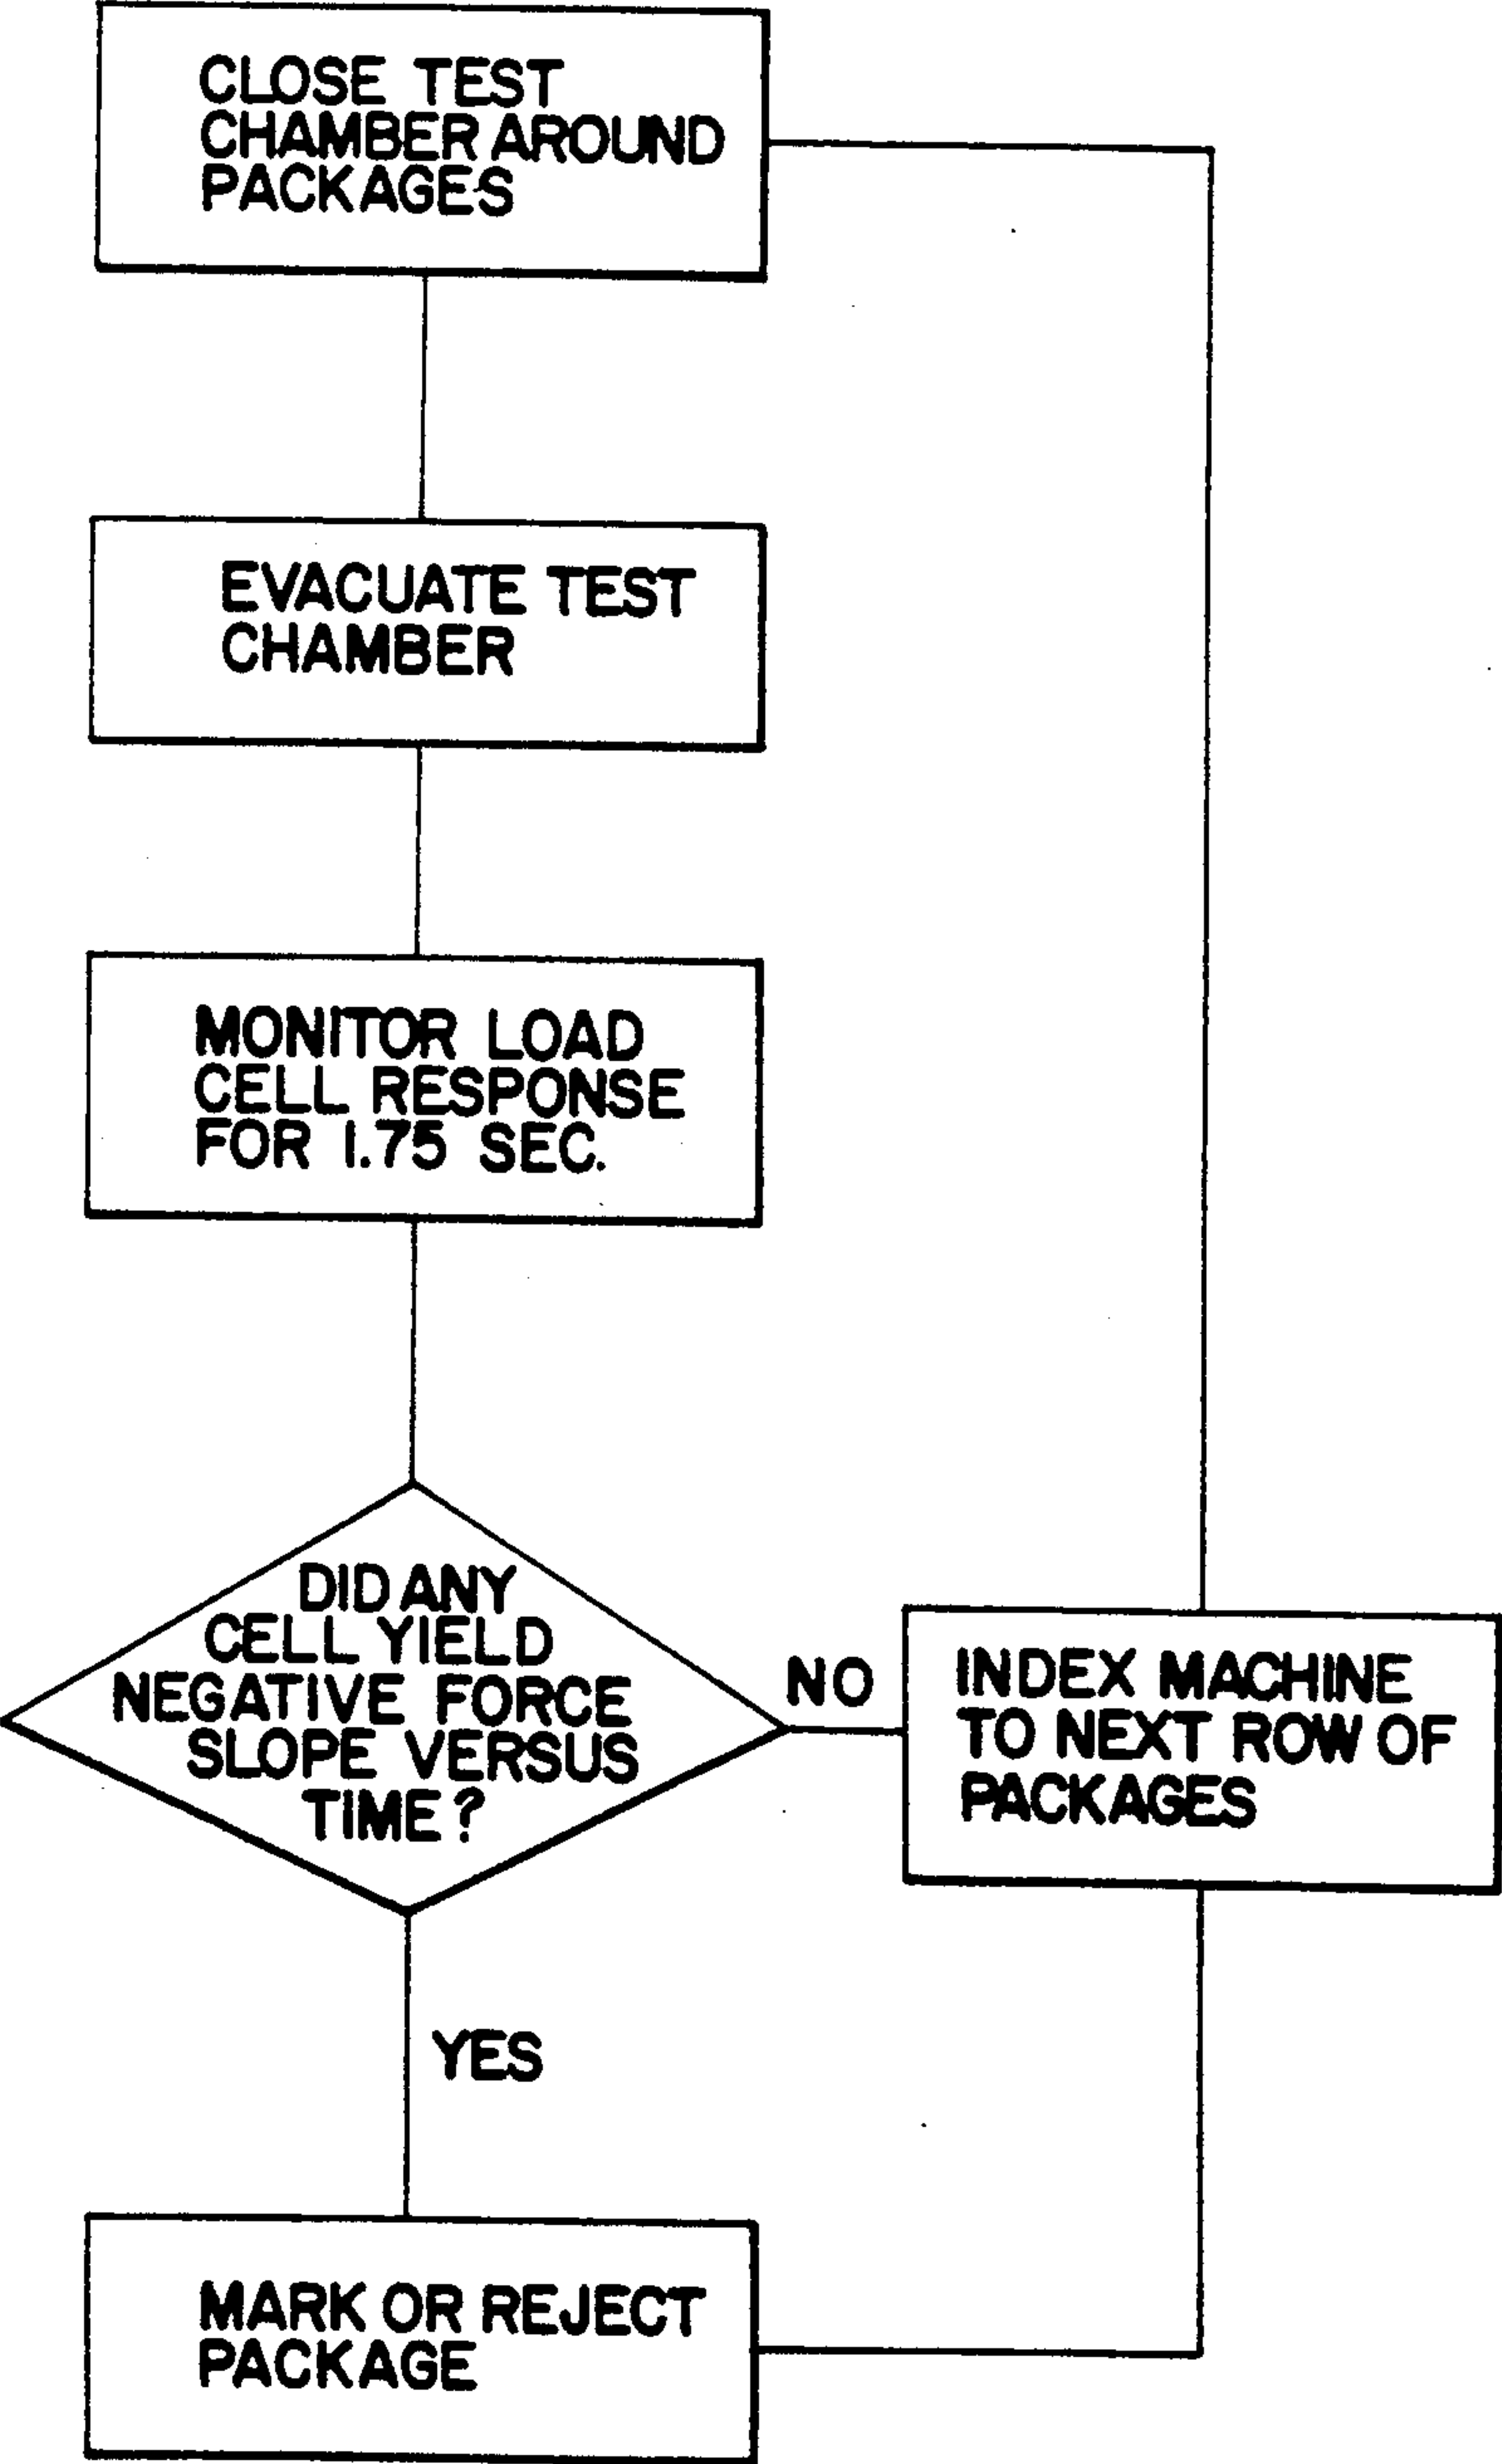 CLOSE TEST
CHAMBER AROUND
PACKAGES
EVACUATE TEST
CHAMBER
MONITOR LOAD
CELL RESPONSE
FOR 1.75 SEC.
DID ANY
CELL YIELD
NEGATIVE FORCE
SLOPE VERSUS
TIME?
NO
INDEX MACHINE
TO NEXT ROW OF
PACKAGES
YES
MARK OR REJECT
PACKAGE